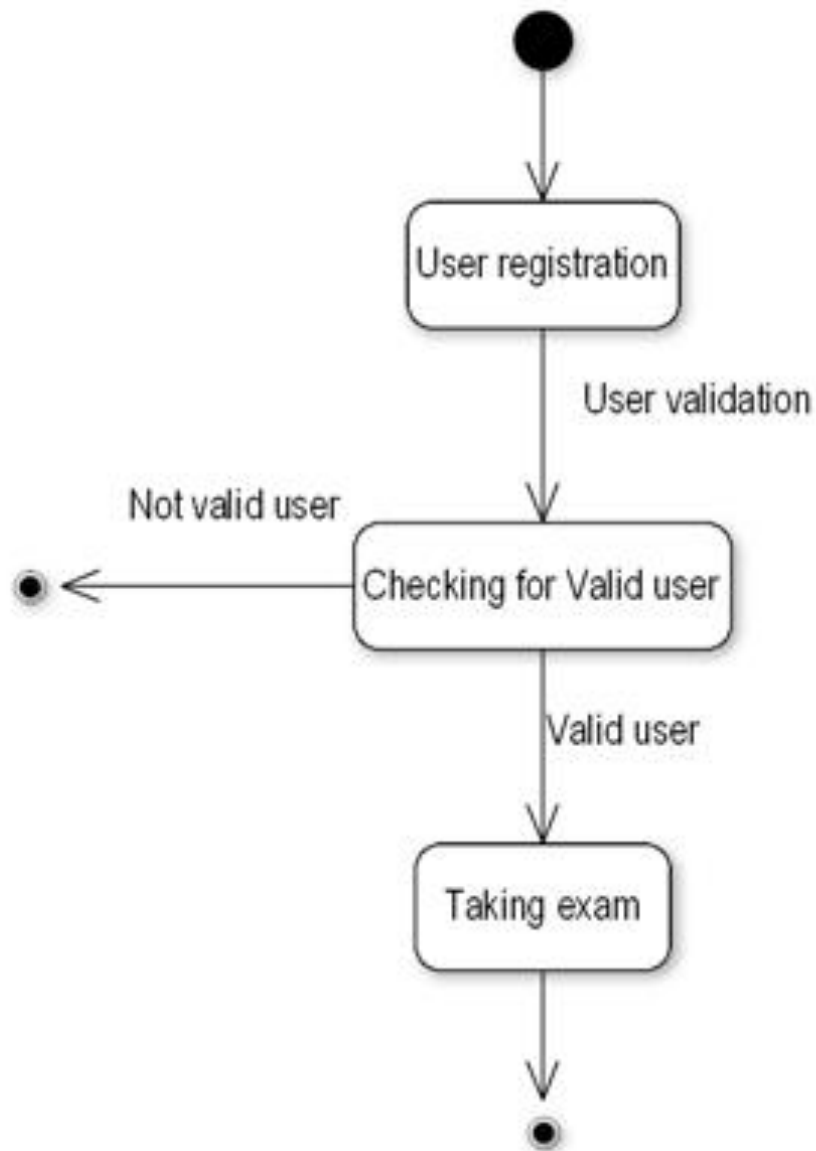 User registration
User validation
Not valid user
Checking for Valid user
Valid user
Taking exam